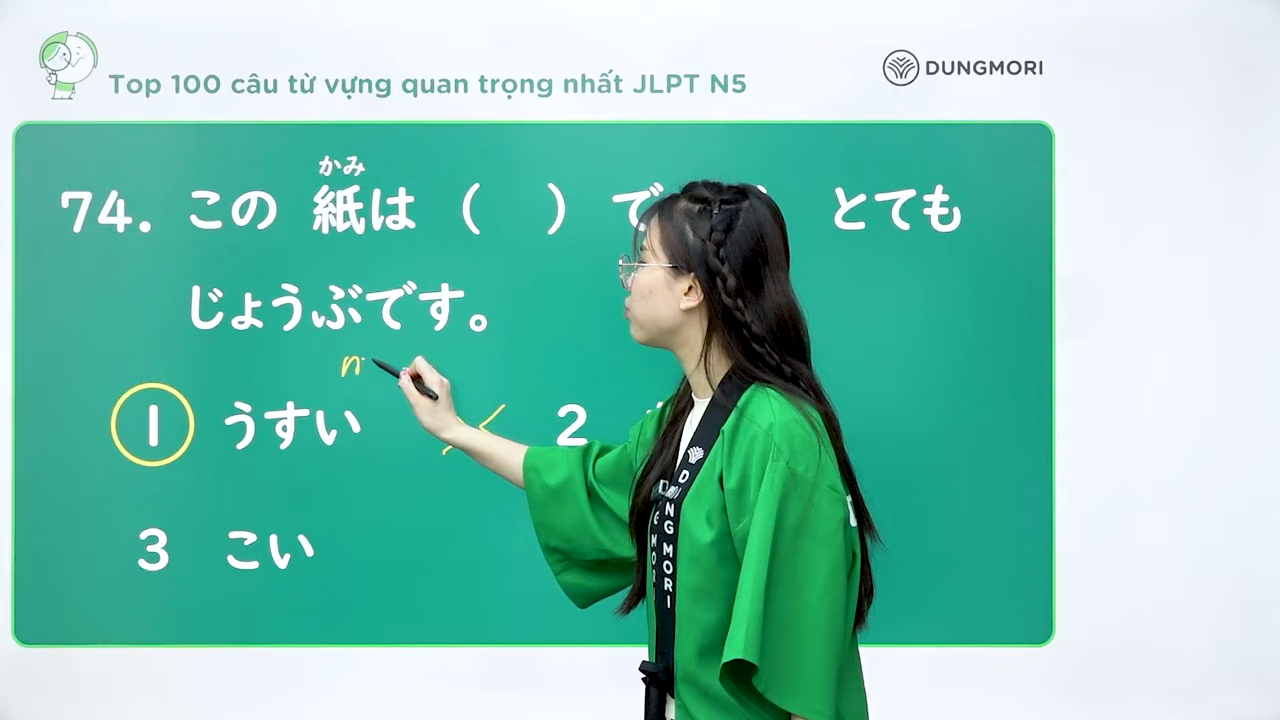 Top 100 câu từ vựng quan trọng nhất JLPT N5
DUNGMORI
かみ
74. この 紙は ( ) で とても
じょうぶです。
n
1 うすい 2
3 こい
DUNGMORI